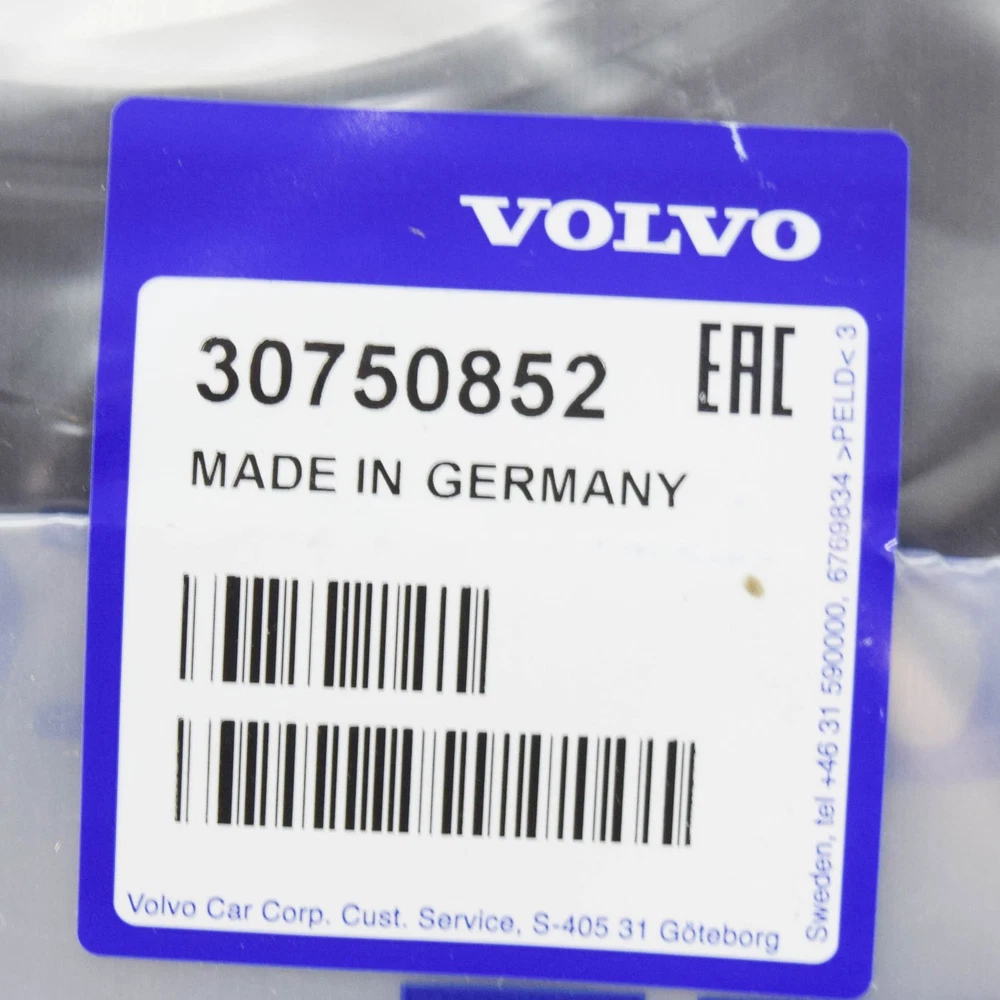 VOLVO
30750852
EAC
MADE IN GERMANY
Volvo Car Corp. Cust. Service, S-405 31 Göteborg
Sweden, tel +46 31 590000, 6769834 >PELD< 3